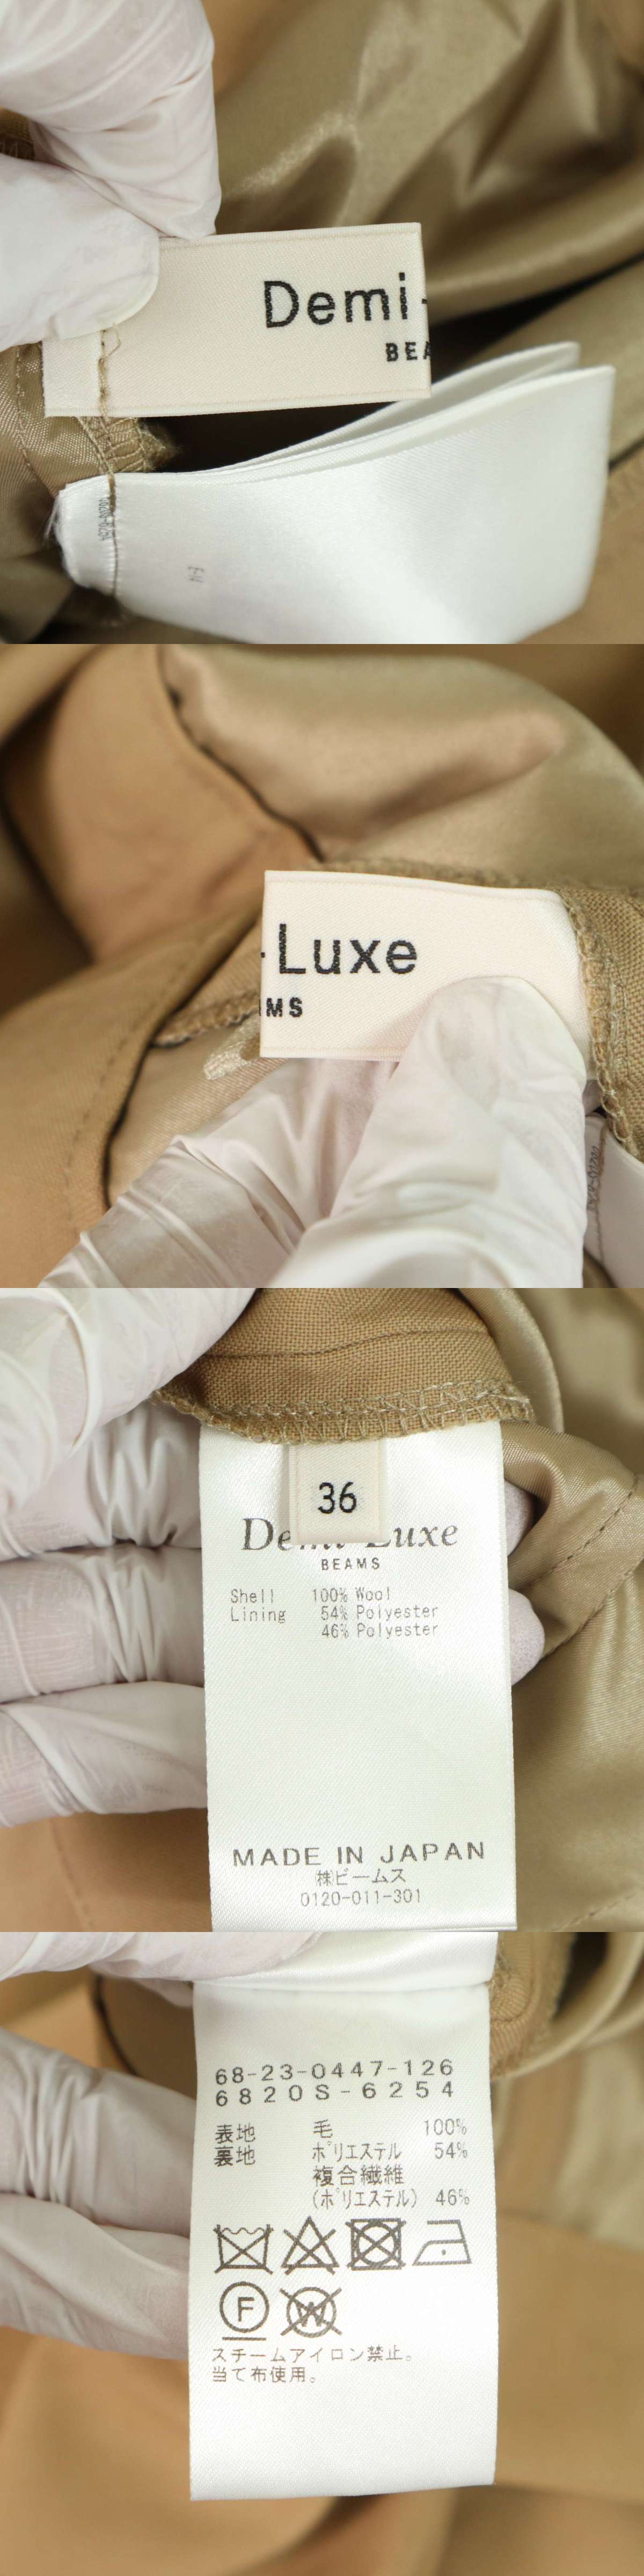 Demi-
BEA
-Luxe
MS
36
Demi-Luxe
BEAMS
Shell 100% Wool
Lining 54% Polyester
46% Polyester
MADE IN JAPAN
㈱ビームス
0120-011-301
68-23-0447-126
6820S-6254
表地 毛 100%
裏地 ポリエステル 54%
複合繊維
(ポリエステル) 46%
F
W
スチームアイロン禁止。
当て布使用。